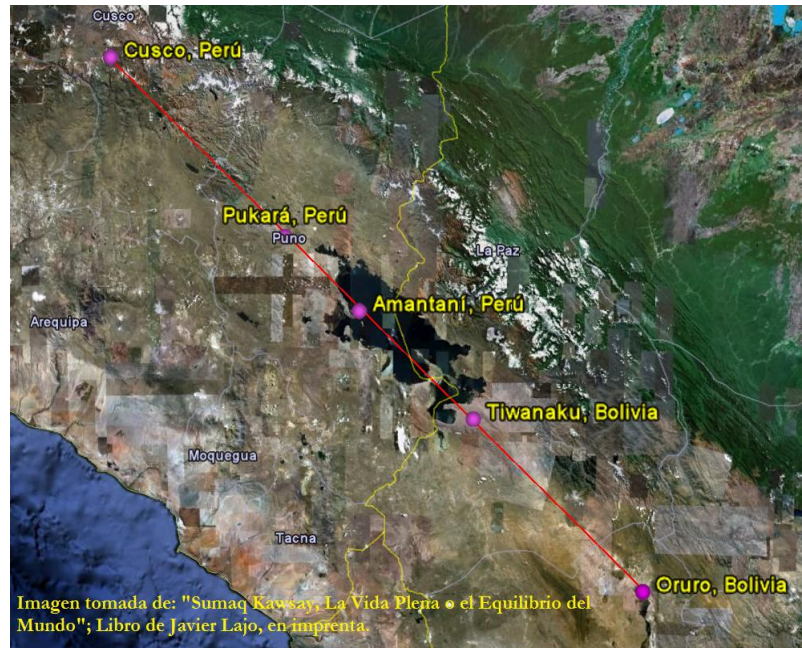 Cusco
Cusco, Perú
Pukará, Perú
Puno
La Paz
Amantaní, Perú
Arequipa
Tiwanaku, Bolivia
Moquegua
Tacna
Oruro, Bolivia
Imagen tomada de: "Sumaq Kawsay, La Vida Plena o el Equilibrio del
Mundo"; Libro de Javier Lajo, en imprenta.